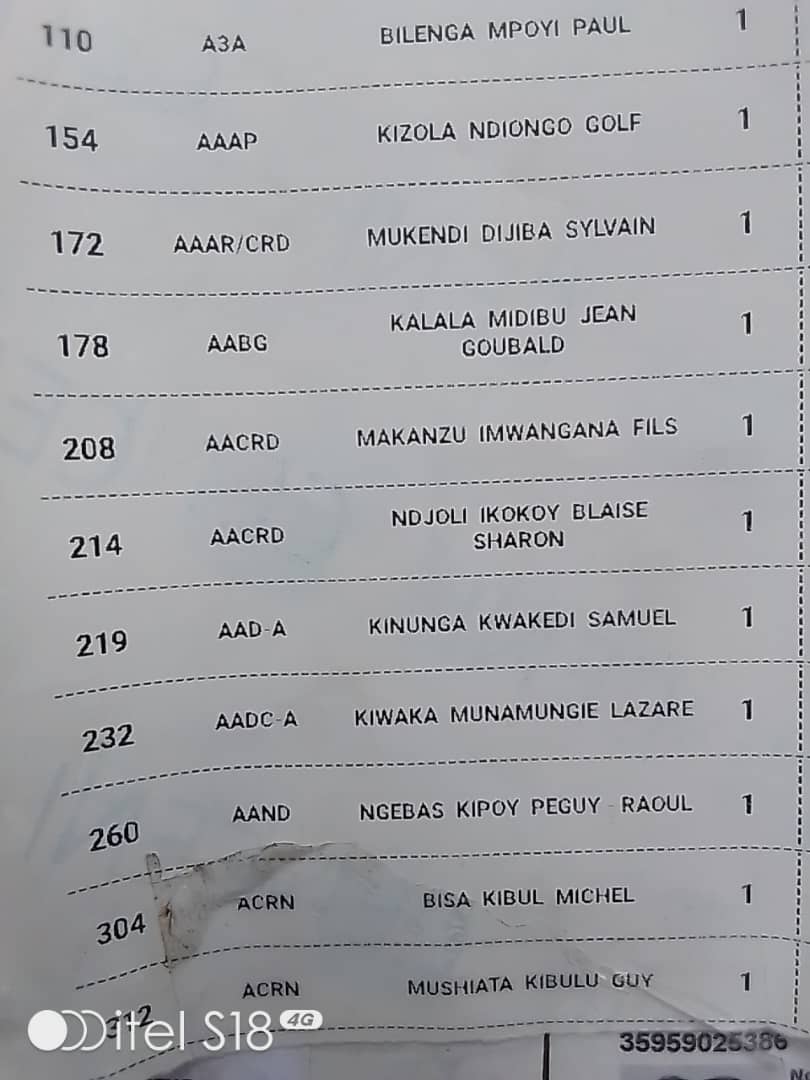 110 A3A BILENGA MPOYI PAUL 1
154 AAAP KIZOLA NDIONGO GOLF 1
172 AAAR/CRD MUKENDI DIJIBA SYLVAIN 1
178 AABG KALALA MIDIBU JEAN 1
GOUBALD
208 AACRD MAKANZU IMWANGANA FILS 1
214 AACRD NDJOLI IKOKOY BLAISE 1
SHARON
219 AAD-A KINUNGA KWAKEDI SAMUEL 1
232 AADC-A KIWAKA MUNAMUNGIE LAZARE 1
260 AAND NGEBAS KIPOY PEGUY - RAOUL 1
304 ACRN BISA KIBUL MICHEL 1
312 ACRN MUSHIATA KIBULU GUY 1
itel S18 4G
35959025386